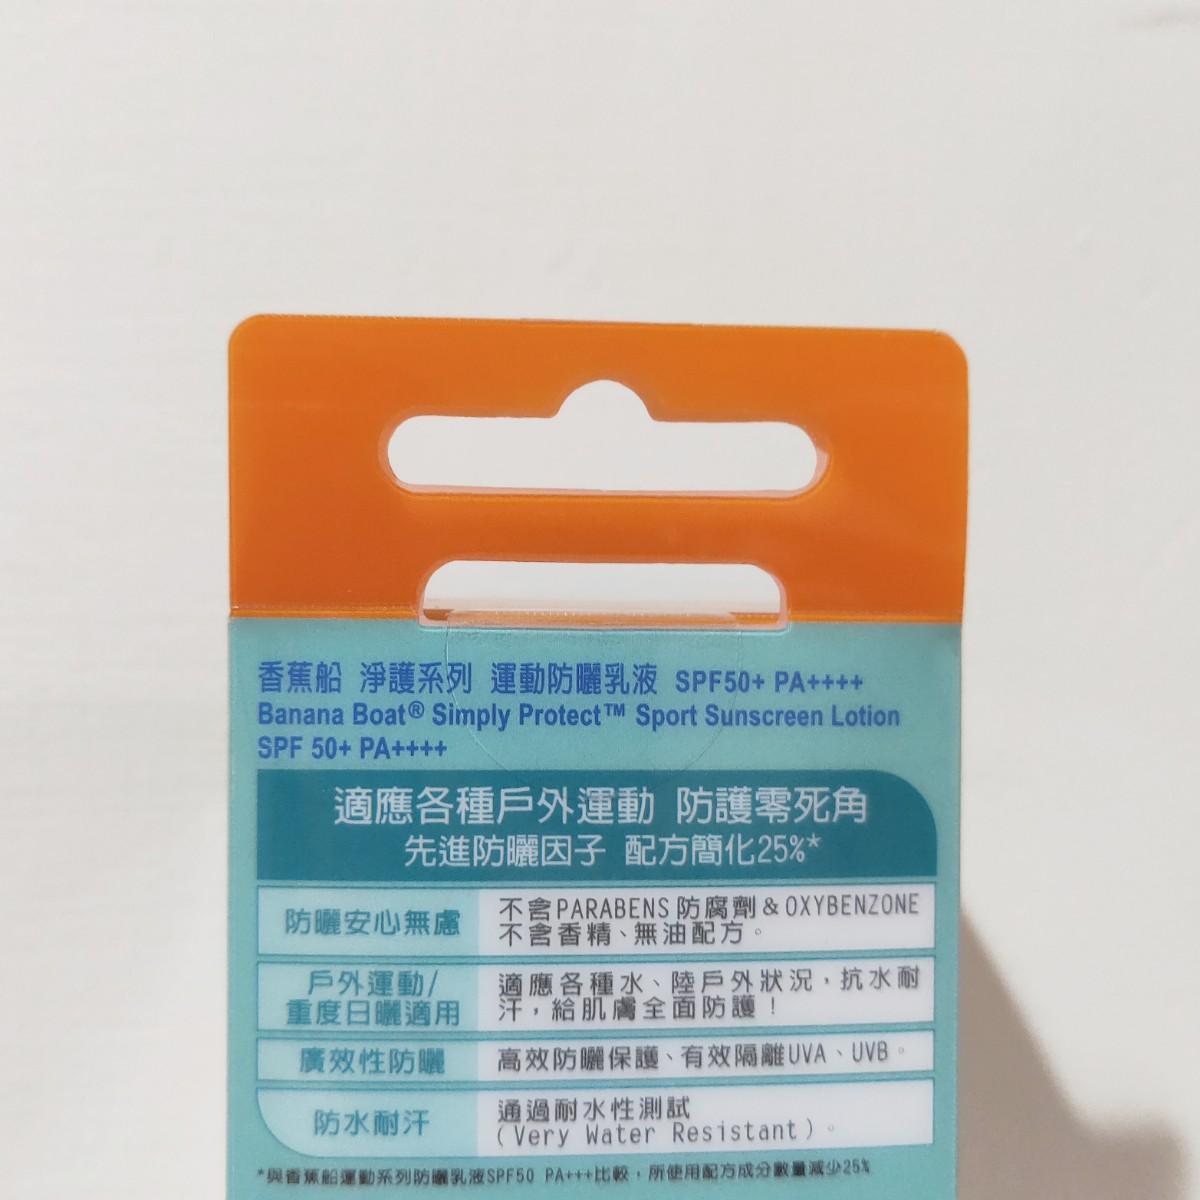 香蕉船 淨護系列 運動防曬乳液 SPF50+ PA++++
Banana Boat® Simply Protect™ Sport Sunscreen Lotion
SPF 50+ PA++++
適應各種戶外運動 防護零死角
先進防曬因子 配方簡化25%*
防曬安心無慮
不含PARABENS 防腐劑 & OXYBENZONE
不含香精、無油配方。
戶外運動/
重度日曬適用
適應各種水、陸戶外狀況，抗水耐
汗，給肌膚全面防護！
廣效性防曬
高效防曬保護、有效隔離UVA、UVB。
防水耐汗
通過耐水性測試
(Very Water Resistant)。
*與香蕉船運動系列防曬乳液SPF50 PA+++比較，所使用配方成分數量減少25%